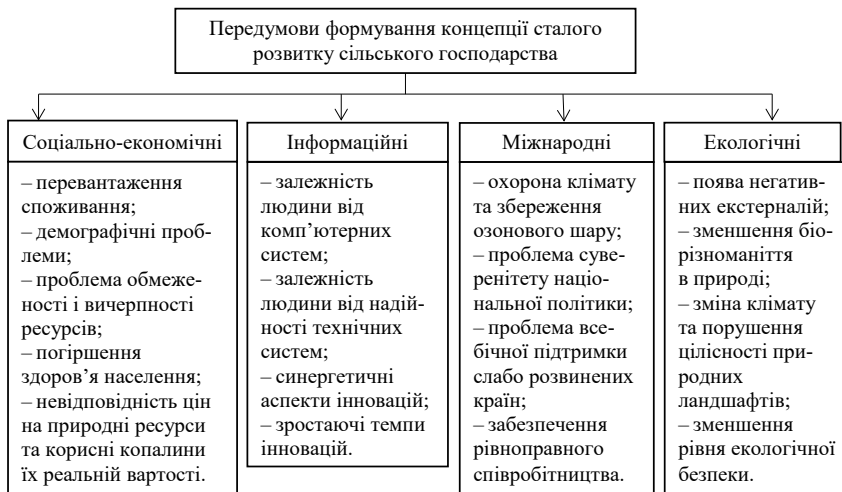 Передумови формування концепції сталого
розвитку сільського господарства
Соціально-економічні
– перевантаження
споживання;
– демографічні проб-
леми;
– проблема обмеже-
ності і вичерпності
ресурсів;
– погіршення
здоров’я населення;
– невідповідність цін
на природні ресурси
та корисні копалини
їх реальній вартості.
Інформаційні
– залежність
людини від
комп’ютерних
систем;
– залежність
людини від надій-
ності технічних
систем;
– синергетичні
аспекти інновацій;
– зростаючі темпи
інновацій.
Міжнародні
– охорона клімату
та збереження
озонового шару;
– проблема суве-
ренітету націо-
нальної політики;
– проблема все-
бічної підтримки
слабо розвинених
країн;
– забезпечення
рівноправного
співробітництва.
Екологічні
– поява негатив-
них екстерналій;
– зменшення біо-
різноманіття
в природі;
– зміна клімату
та порушення
цілісності при-
родних
ландшафтів;
– зменшення
рівня екологічної
безпеки.